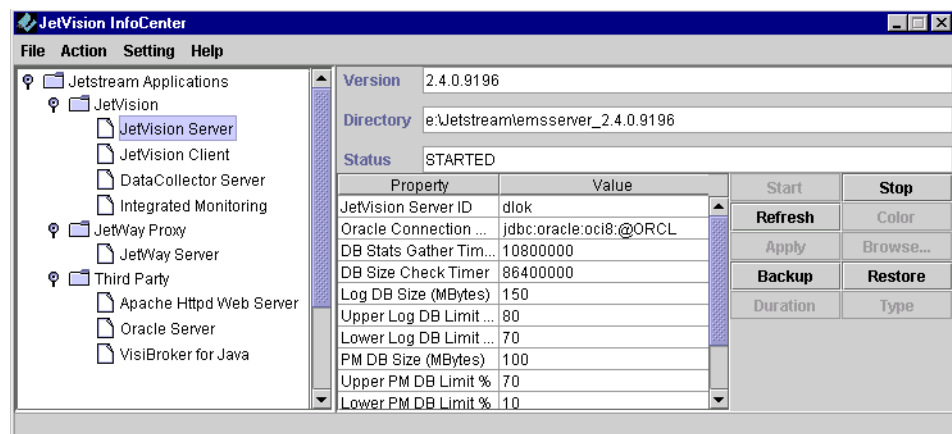 JetVision InfoCenter
File Action Setting Help
Jetstream Applications
JetVision
JetVision Server
JetVision Client
DataCollector Server
Integrated Monitoring
JetWay Proxy
JetWay Server
Third Party
Apache Httpd Web Server
Oracle Server
VisiBroker for Java
Version 2.4.0.9196
Directory e:\Jetstream\emsserver_2.4.0.9196
Status STARTED
Property Value
JetVision Server ID dlok
Oracle Connection ... jdbc:oracle:oci8:@ORCL
DB Stats Gather Tim... 10800000
DB Size Check Timer 86400000
Log DB Size (MBytes) 150
Upper Log DB Limit ... 80
Lower Log DB Limit ... 70
PM DB Size (MBytes) 100
Upper PM DB Limit % 70
Lower PM DB Limit % 10
Start Stop
Refresh Color
Apply Browse...
Backup Restore
Duration Type